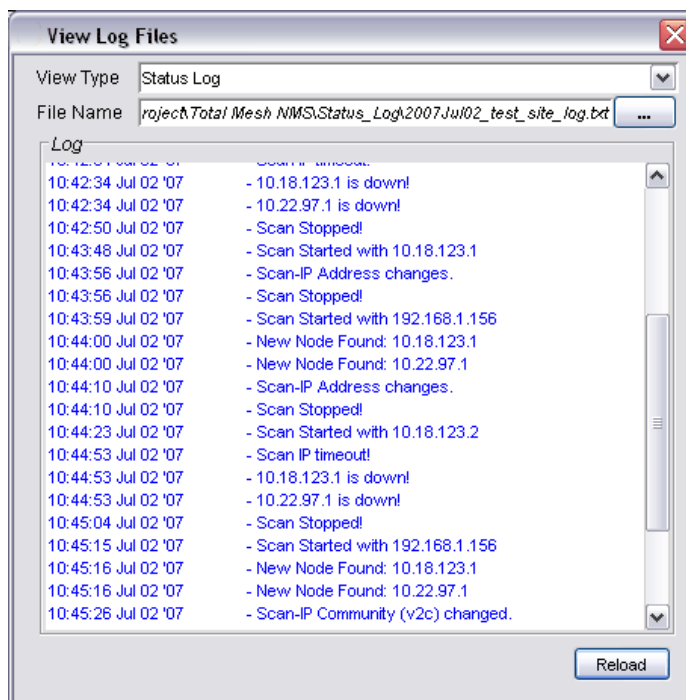 View Log Files
View Type Status Log
File Name roject\Total Mesh NMS\Status_Log\2007Jul02_test_site_log.txt ...
Log
10:42:34 Jul 02 '07 - 10.18.123.1 is down!
10:42:34 Jul 02 '07 - 10.22.97.1 is down!
10:42:50 Jul 02 '07 - Scan Stopped!
10:43:48 Jul 02 '07 - Scan Started with 10.18.123.1
10:43:56 Jul 02 '07 - Scan-IP Address changes.
10:43:56 Jul 02 '07 - Scan Stopped!
10:43:59 Jul 02 '07 - Scan Started with 192.168.1.156
10:44:00 Jul 02 '07 - New Node Found: 10.18.123.1
10:44:00 Jul 02 '07 - New Node Found: 10.22.97.1
10:44:10 Jul 02 '07 - Scan-IP Address changes.
10:44:10 Jul 02 '07 - Scan Stopped!
10:44:23 Jul 02 '07 - Scan Started with 10.18.123.2
10:44:53 Jul 02 '07 - Scan IP timeout!
10:44:53 Jul 02 '07 - 10.18.123.1 is down!
10:44:53 Jul 02 '07 - 10.22.97.1 is down!
10:45:04 Jul 02 '07 - Scan Stopped!
10:45:15 Jul 02 '07 - Scan Started with 192.168.1.156
10:45:16 Jul 02 '07 - New Node Found: 10.18.123.1
10:45:16 Jul 02 '07 - New Node Found: 10.22.97.1
10:45:26 Jul 02 '07 - Scan-IP Community (v2c) changed.
Reload